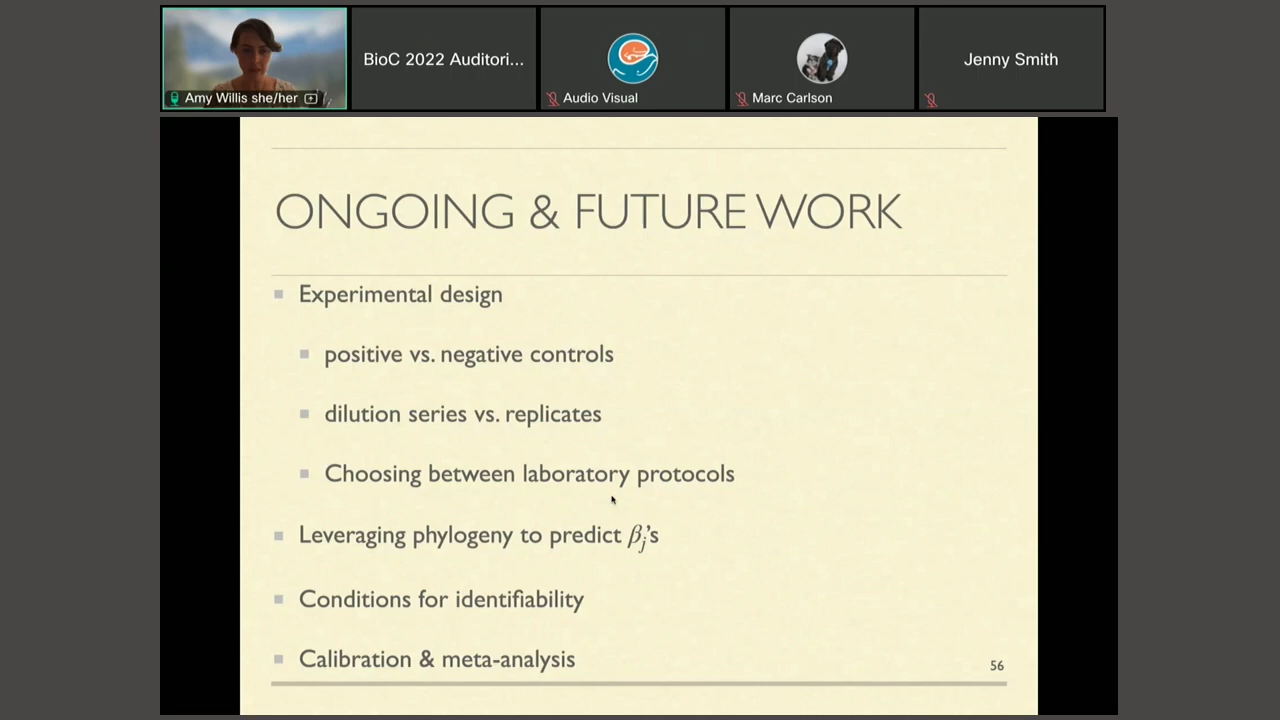 Amy Willis she/her
BioC 2022 Auditori...
Audio Visual
Marc Carlson
Jenny Smith
ONGOING & FUTURE WORK
Experimental design
positive vs. negative controls
dilution series vs. replicates
Choosing between laboratory protocols
Leveraging phylogeny to predict βj's
Conditions for identifiability
Calibration & meta-analysis
56